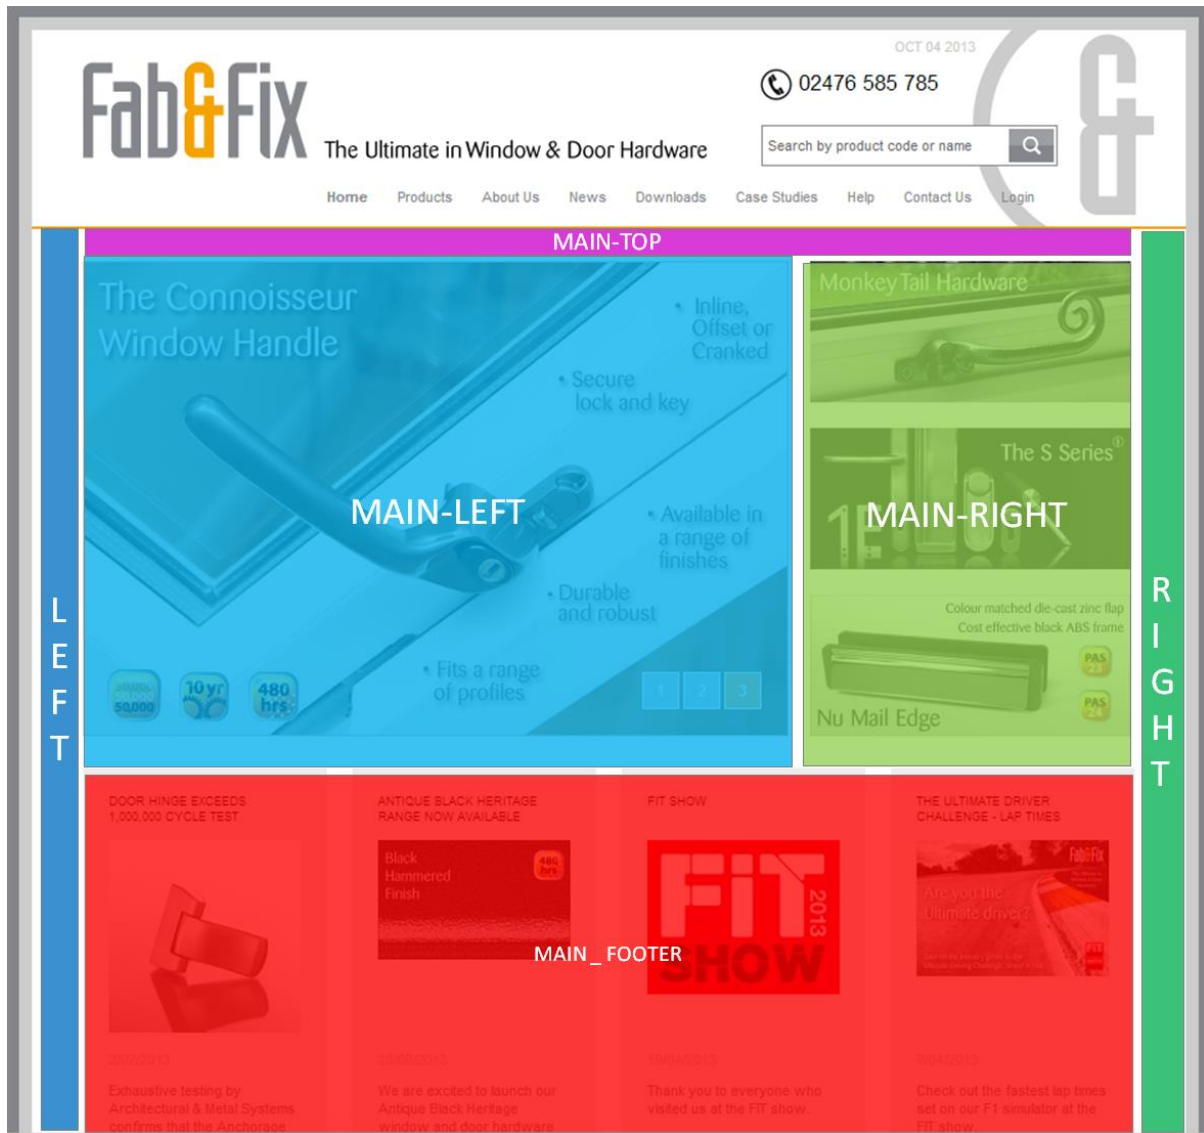 OCT 04 2013
Fab&Fix
02476 585 785
The Ultimate in Window & Door Hardware
Search by product code or name
Home Products About Us News Downloads Case Studies Help Contact Us Login
MAIN-TOP
The Connoisseur
Window Handle
• Inline,
Offset or
Cranked
• Secure
lock and key
MAIN-LEFT
• Available in
a range of
finishes
• Durable
and robust
• Fits a range
of profiles
50,000
10 yr
480
hrs
1 2 3
Monkey Tail Hardware
The S Series
MAIN-RIGHT
Colour matched die-cast zinc flap
Cost effective black ABS frame
PAS
23
PAS
24
Nu Mail Edge
LEFT
RIGHT
DOOR HINGE EXCEEDS
1,000,000 CYCLE TEST
Exhaustive testing by
Architectural & Metal Systems
confirms that the Anchorage
ANTIQUE BLACK HERITAGE
RANGE NOW AVAILABLE
Black
Hammered
Finish
480
hrs
We are excited to launch our
Antique Black Heritage
window and door hardware
MAIN_FOOTER
FIT SHOW
FiT
SHOW
2013
Thank you to everyone who
visited us at the FIT show.
THE ULTIMATE DRIVER
CHALLENGE - LAP TIMES
Fab&Fix
Are you the
Ultimate driver?
Check out the fastest lap times
set on our F1 simulator at the
FIT show.